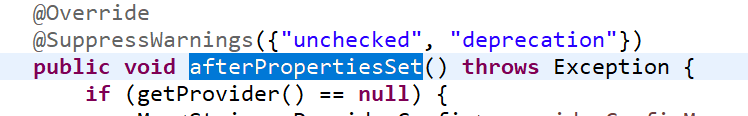 @Override
@SuppressWarnings({"unchecked", "deprecation"})
public void afterPropertiesSet() throws Exception {
if (getProvider() == null) {